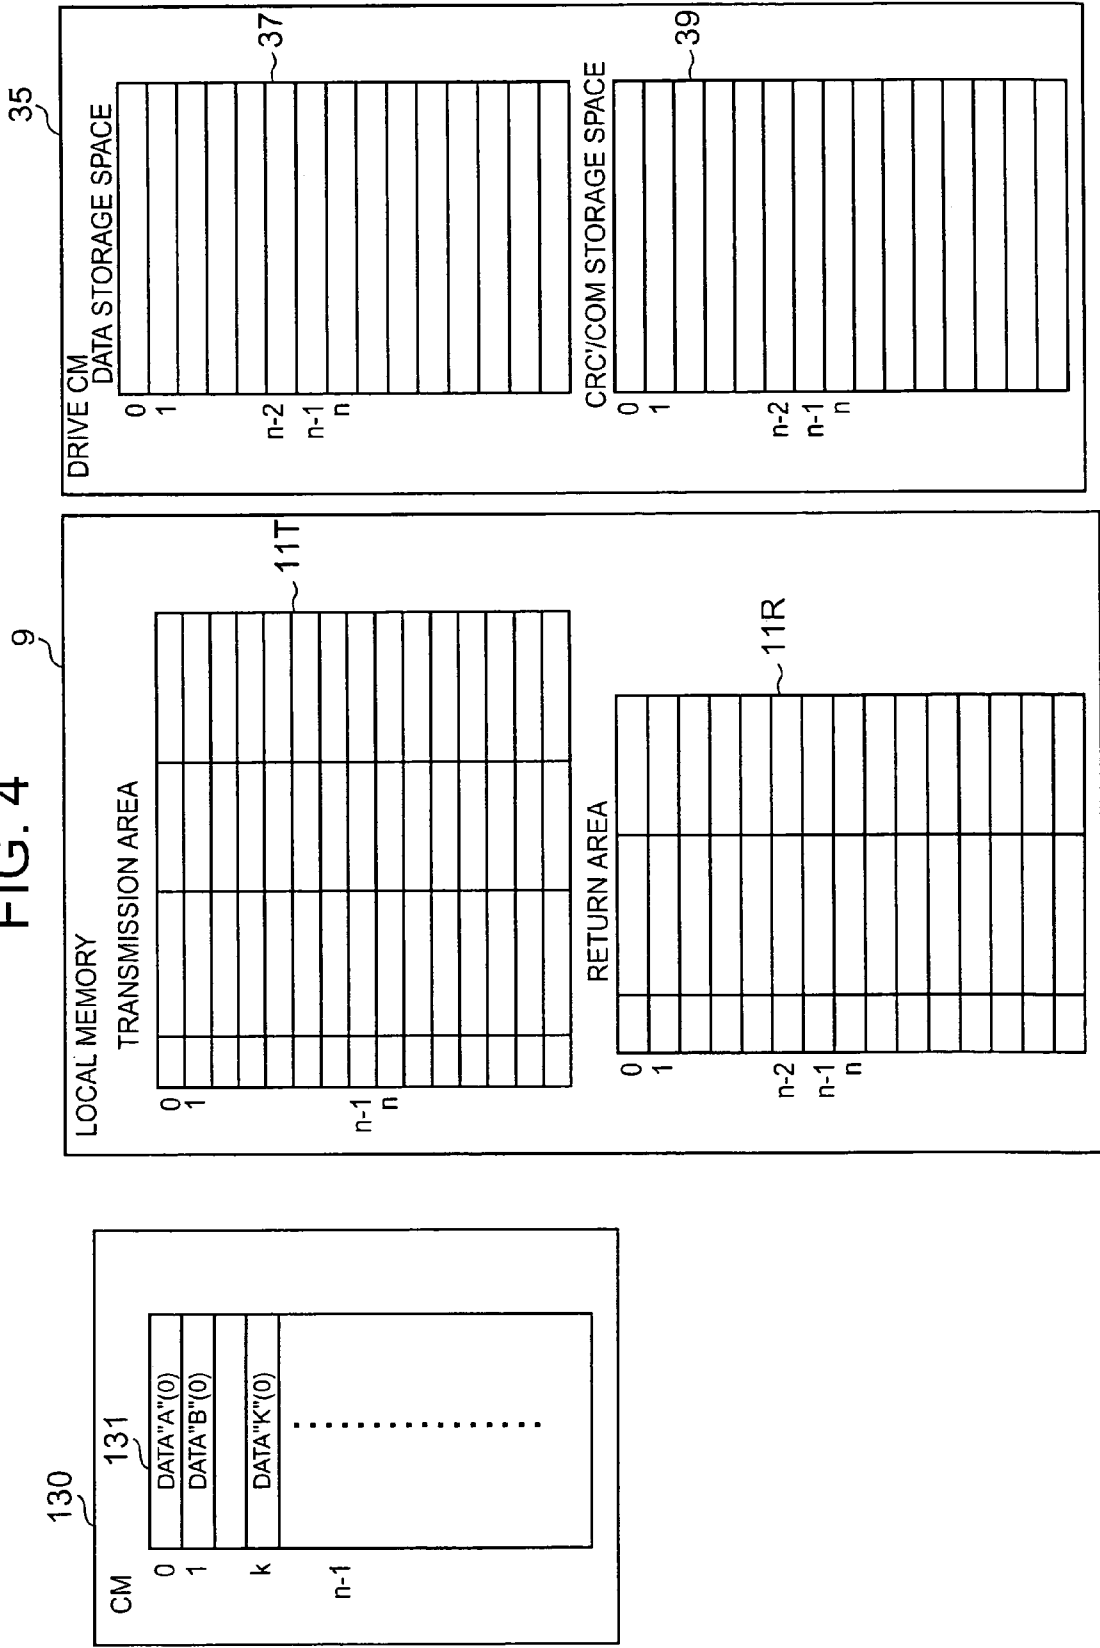 FIG. 4
130
CM
131
0
DATA"A"(0)
1
DATA"B"(0)
k
DATA"K"(0)
n-1
9
LOCAL MEMORY
TRANSMISSION AREA
0
1
n-1
n
11T
RETURN AREA
0
1
n-2
n-1
n
11R
35
DRIVE CM
DATA STORAGE SPACE
0
1
n-2
n-1
n
37
CRC'/COM STORAGE SPACE
0
1
n-2
n-1
n
39